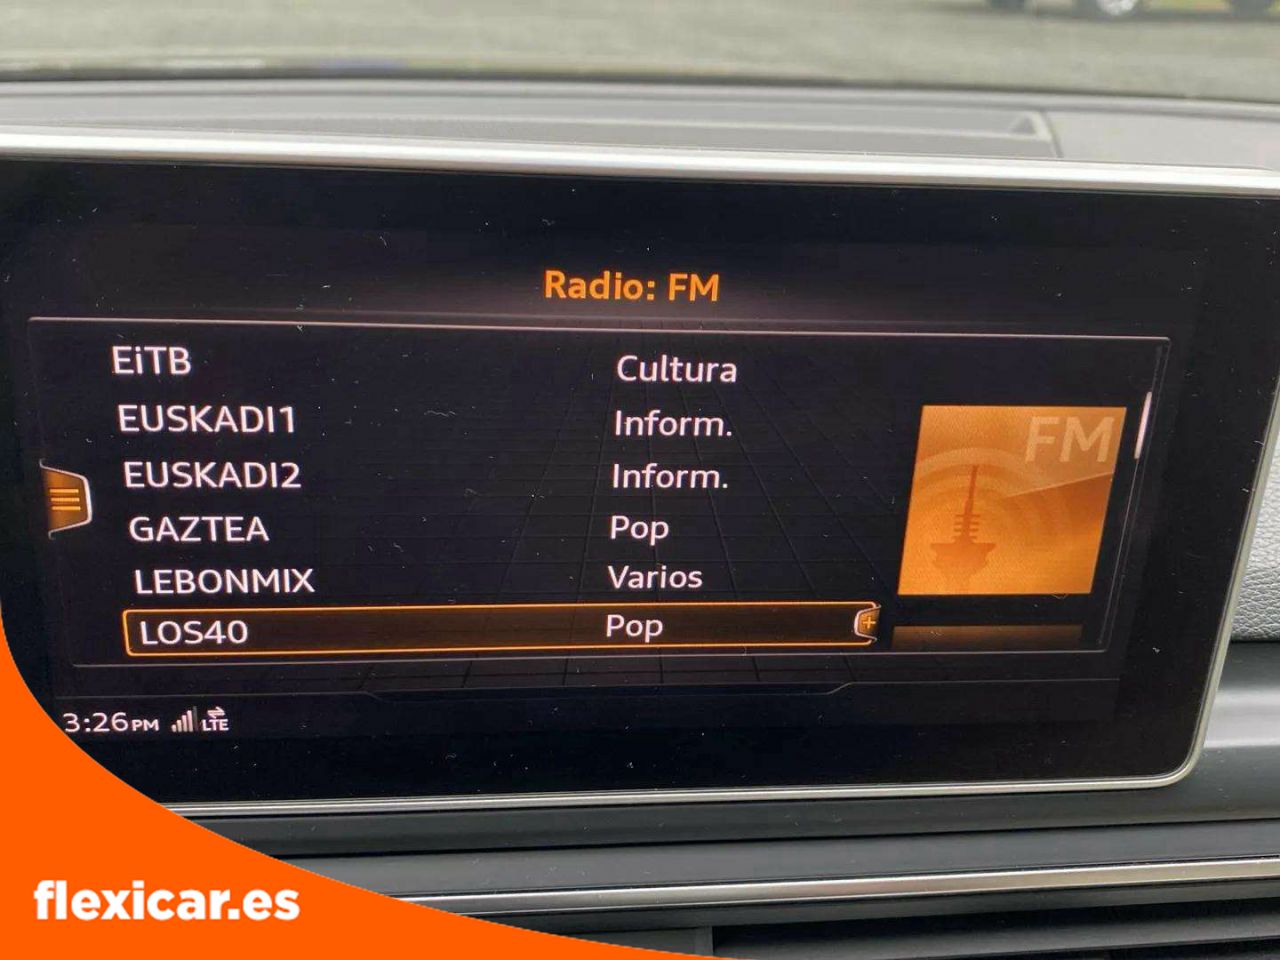 Radio: FM
EiTB Cultura
EUSKADI1 Inform.
EUSKADI2 Inform.
GAZTEA Pop
LEBONMIX Varios
LOS40 Pop
FM
3:26PM LTE
flexicar.es